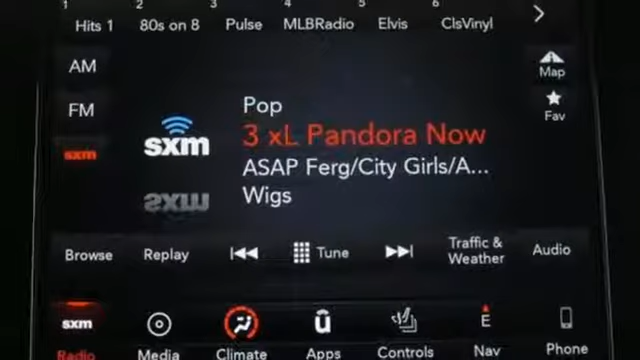 1 2 3 4 5 6
Hits 1 80s on 8 Pulse MLBRadio Elvis ClsVinyl
AM
Map
FM
Fav
sxm
Pop
sxm
3 xL Pandora Now
ASAP Ferg/City Girls/A...
Wigs
Browse Replay Tune Traffic & Weather Audio
sxm
E
Radio Media Climate Apps Controls Nav Phone